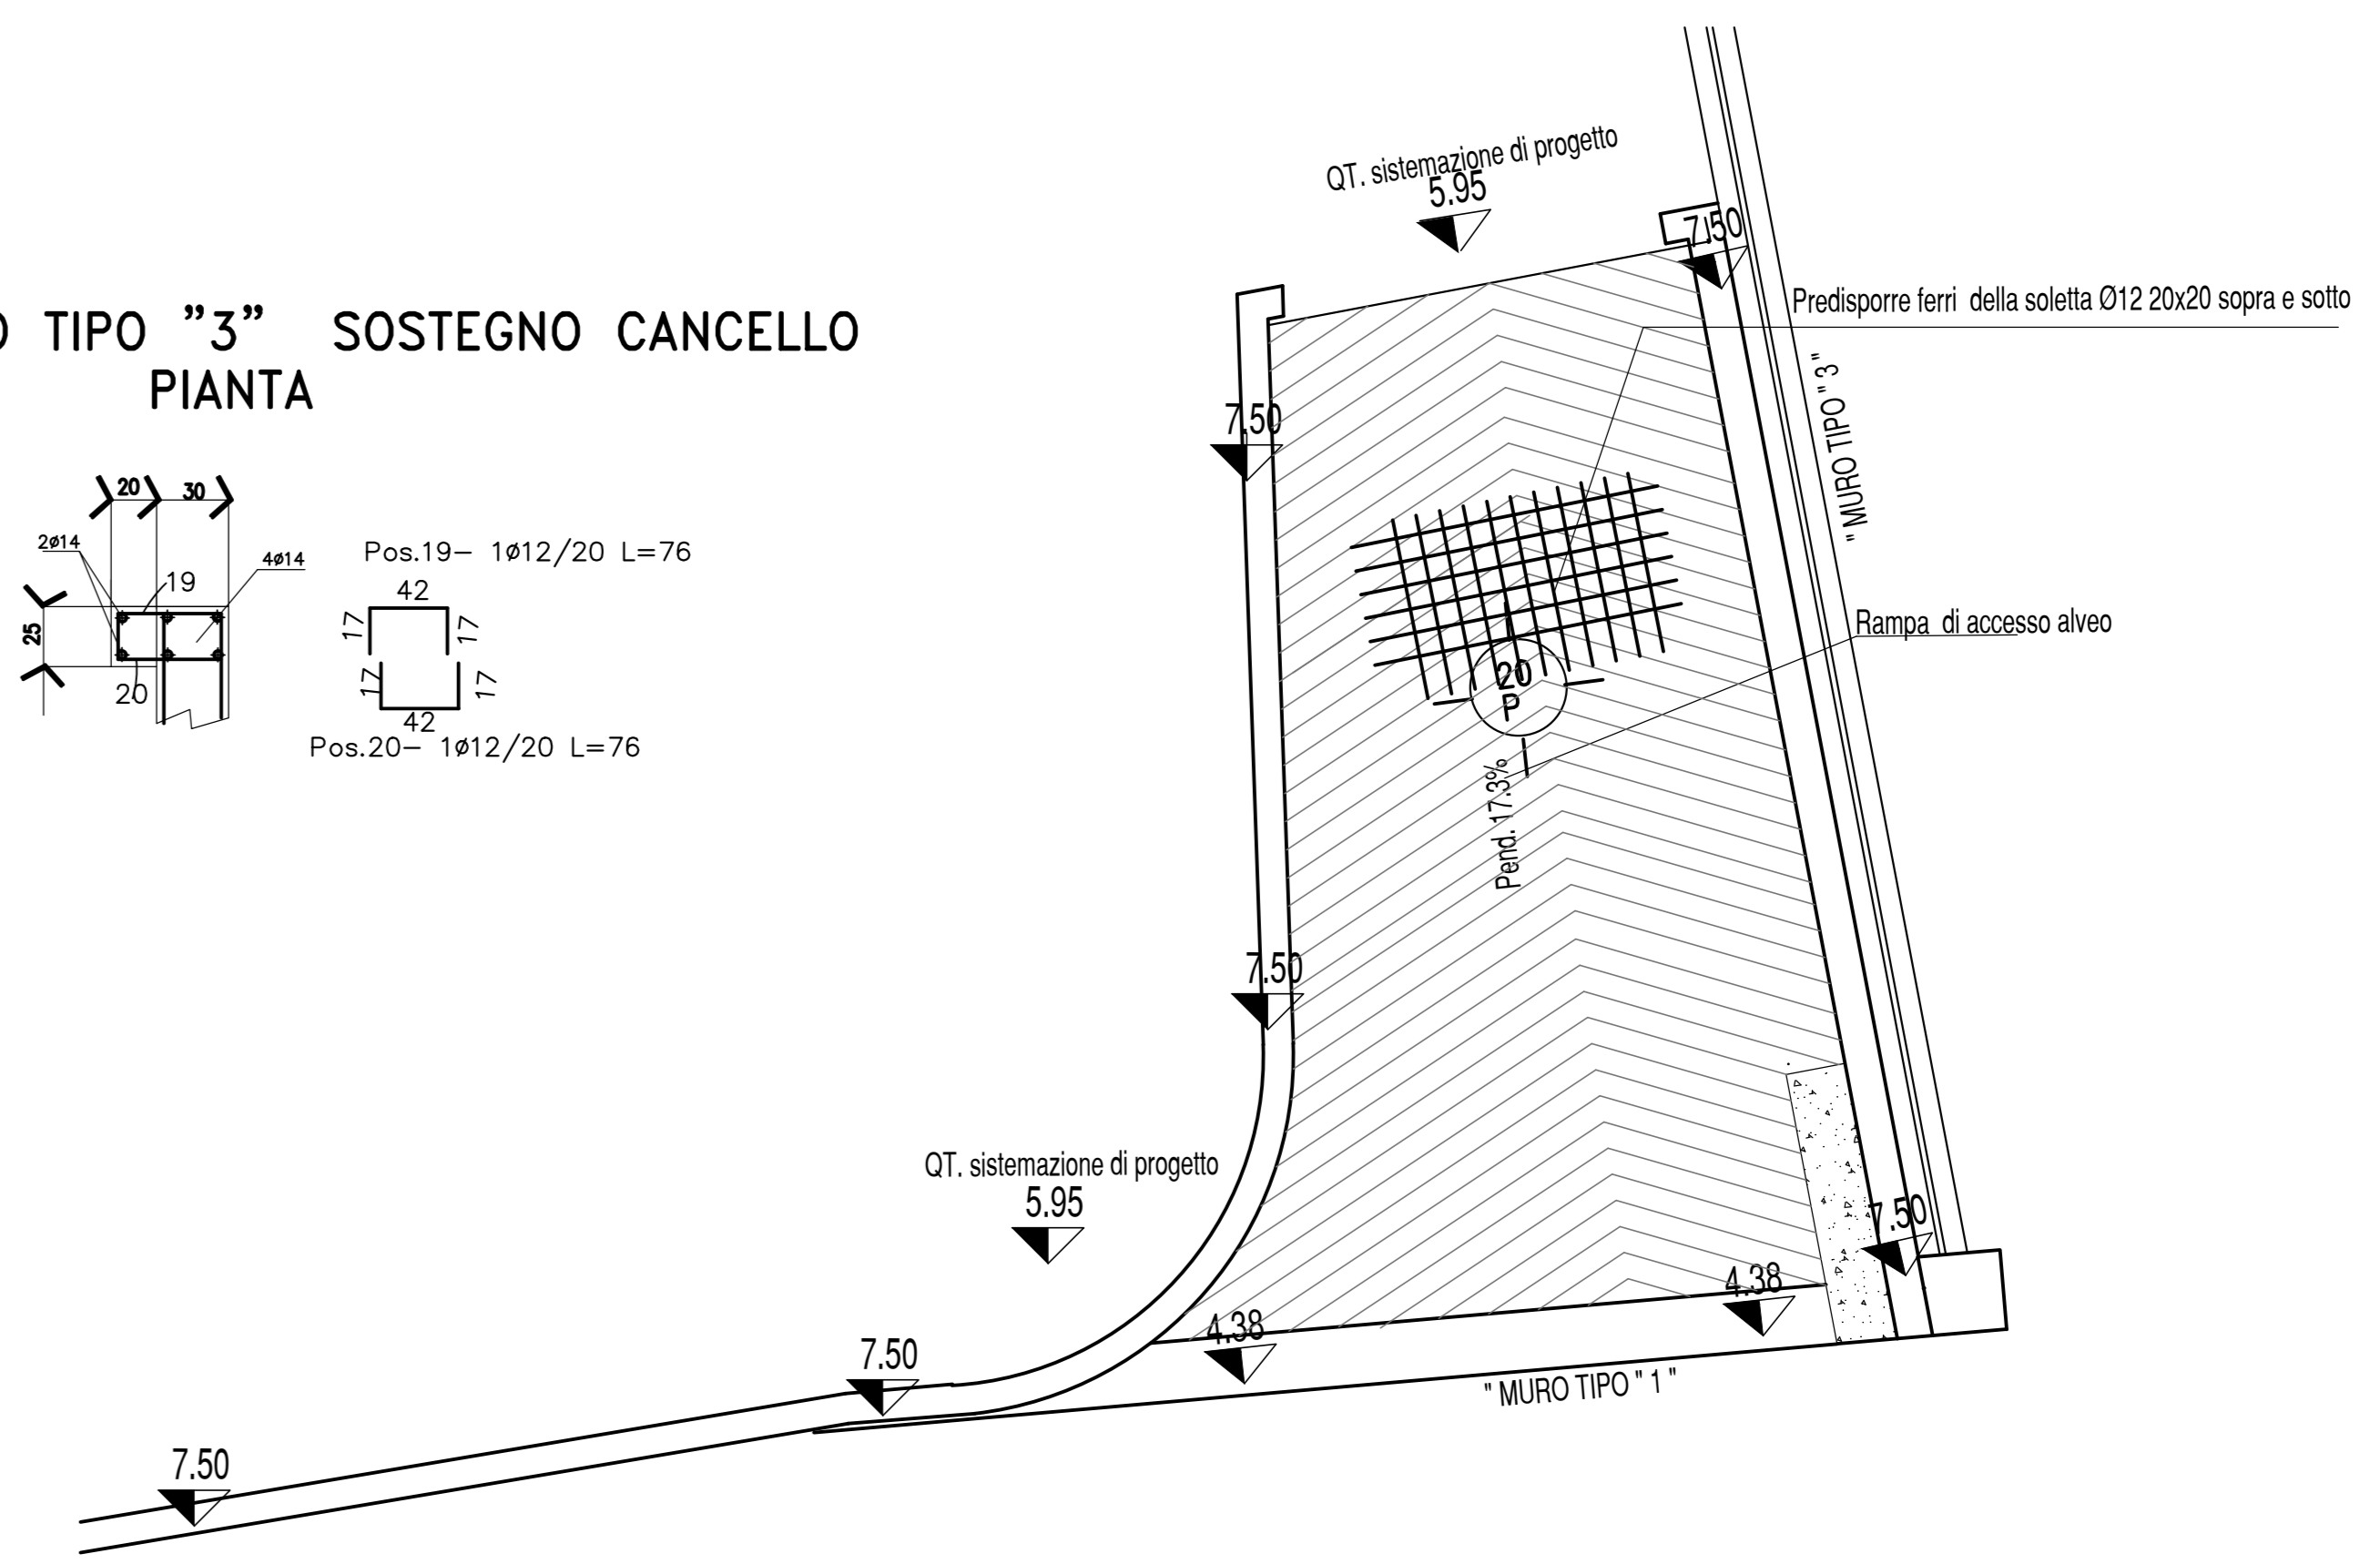 O TIPO "3" SOSTEGNO CANCELLO
PIANTA
20 30
2ø14
4ø14
19
25
20
Pos.19– 1ø12/20 L=76
42
17
17
17
17
42
Pos.20– 1ø12/20 L=76
QT. sistemazione di progetto
5.95
7.50
Predisporre ferri della soletta Ø12 20x20 sopra e sotto
" MURO TIPO " 3 "
7.50
Rampa di accesso alveo
20
P
Pend. 17.3%
7.50
QT. sistemazione di progetto
5.95
7.50
4.38
4.38
7.50
" MURO TIPO " 1 "
7.50